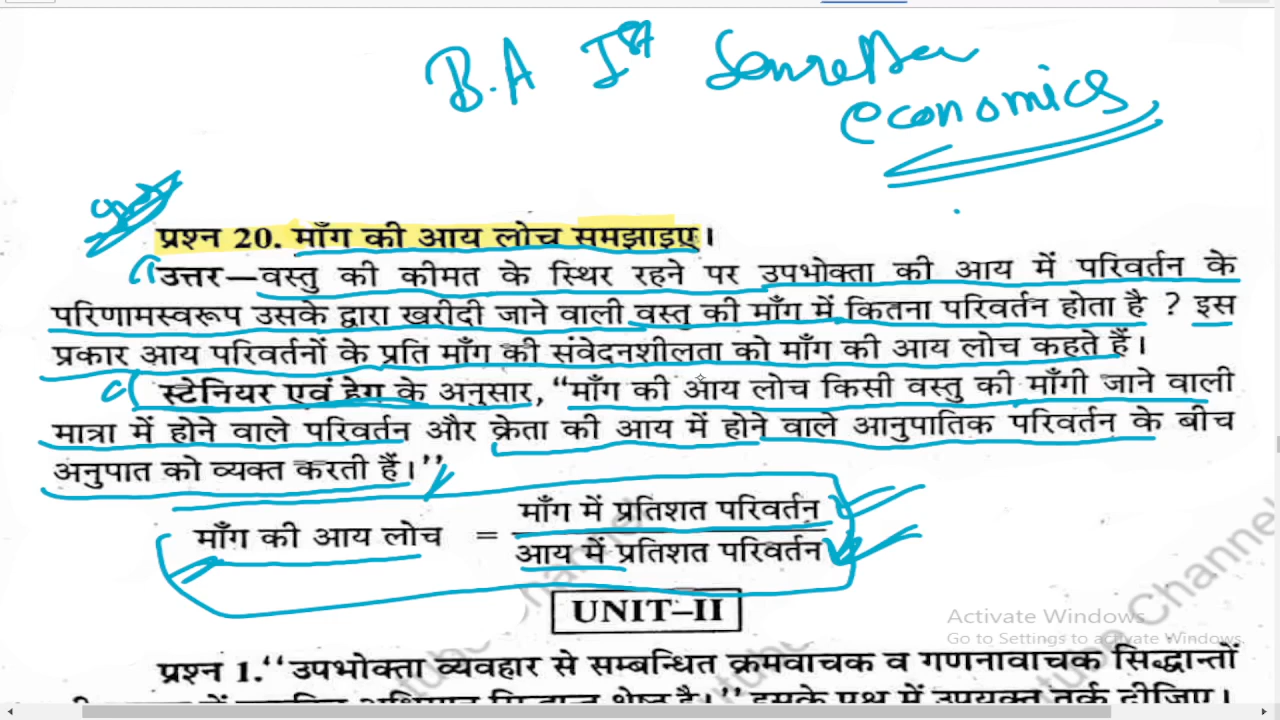 B.A Ist Semester
economics
प्रश्न 20. माँग की आय लोच समझाइए।
उत्तर—वस्तु की कीमत के स्थिर रहने पर उपभोक्ता की आय में परिवर्तन के
परिणामस्वरूप उसके द्वारा खरीदी जाने वाली वस्तु की माँग में कितना परिवर्तन होता है ? इस
प्रकार आय परिवर्तनों के प्रति माँग की संवेदनशीलता को माँग की आय लोच कहते हैं।
स्टेनियर एवं हेग के अनुसार, “माँग की आय लोच किसी वस्तु की माँगी जाने वाली
मात्रा में होने वाले परिवर्तन और क्रेता की आय में होने वाले आनुपातिक परिवर्तन के बीच
अनुपात को व्यक्त करती हैं।”
माँग की आय लोच = माँग में प्रतिशत परिवर्तन
आय में प्रतिशत परिवर्तन
UNIT–II
Activate Windows
Go to Settings to activate Windows.
प्रश्न 1. “उपभोक्ता व्यवहार से सम्बन्धित क्रमवाचक व गणनावाचक सिद्धान्तों
सिद्धान्त श्रेष्ठ है।” इसके पक्ष में उपयुक्त तर्क दीजिए।